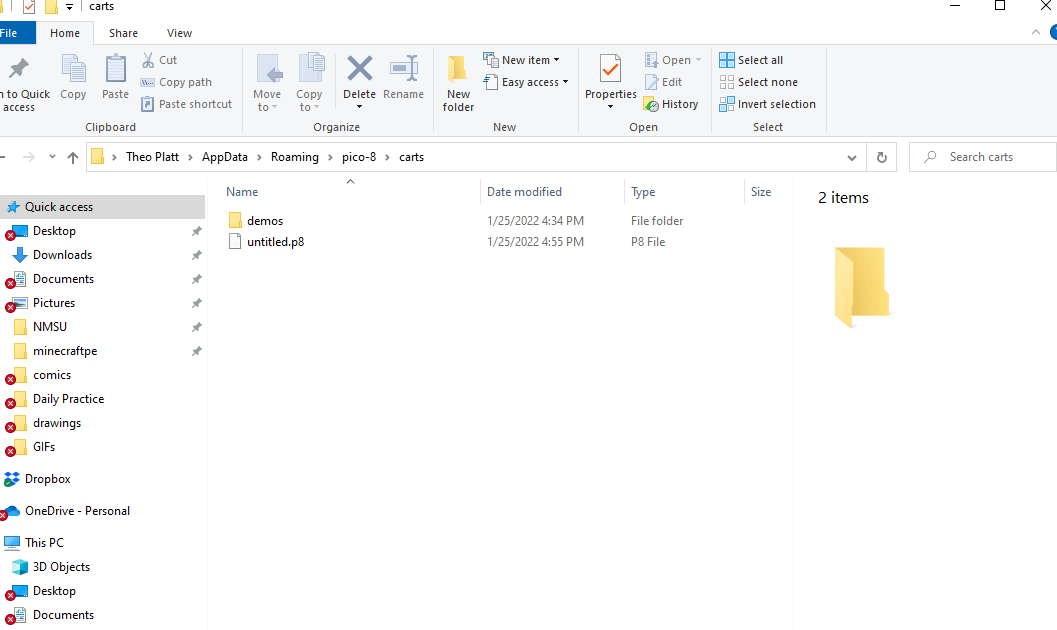 carts
File Home Share View
Cut
Copy path
Paste shortcut
n to Quick access
Copy
Paste
Clipboard
Move to
Copy to
Delete
Rename
Organize
New folder
New item
Easy access
New
Properties
Open
Edit
History
Open
Select all
Select none
Invert selection
Select
Theo Platt > AppData > Roaming > pico-8 > carts
Search carts
Name Date modified Type Size
demos 1/25/2022 4:34 PM File folder
untitled.p8 1/25/2022 4:55 PM P8 File
2 items
Quick access
Desktop
Downloads
Documents
Pictures
NMSU
minecraftpe
comics
Daily Practice
drawings
GIFs
Dropbox
OneDrive - Personal
This PC
3D Objects
Desktop
Documents